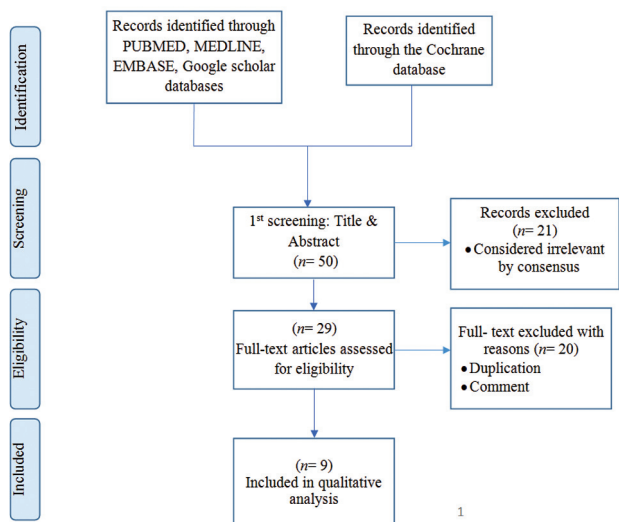 Identification
Records identified through
PUBMED, MEDLINE,
EMBASE, Google scholar
databases
Records identified
through the Cochrane
database
Screening
1st screening: Title &
Abstract
(n= 50)
Records excluded
(n= 21)
• Considered irrelevant
by consensus
Eligibility
(n= 29)
Full-text articles assessed
for eligibility
Full- text excluded with
reasons (n= 20)
• Duplication
• Comment
Included
(n= 9)
Included in qualitative
analysis
1